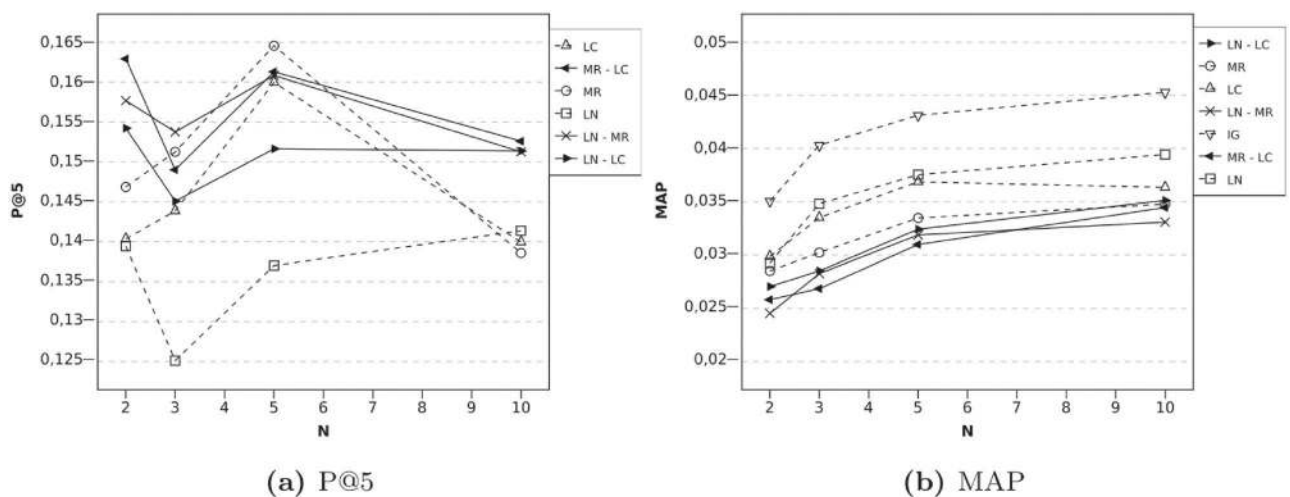 0,165
0,16
0,155
0,15
0,145
0,14
0,135
0,13
0,125
P@5
2 3 4 5 6 7 8 9 10
N
LC
MR - LC
MR
LN
LN - MR
LN - LC
(a) P@5
0,05
0,045
0,04
0,035
0,03
0,025
0,02
MAP
2 3 4 5 6 7 8 9 10
N
LN - LC
MR
LC
LN - MR
IG
MR - LC
LN
(b) MAP